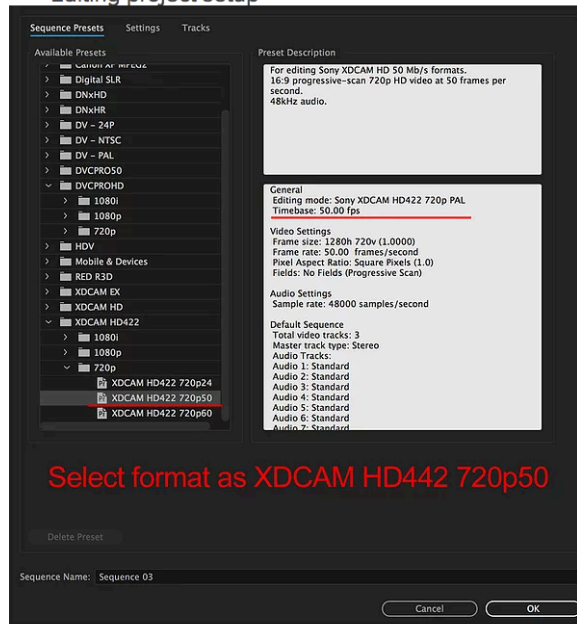 Editing project setup
Sequence Presets Settings Tracks
Available Presets
Canon XF MPEG2
Digital SLR
DNxHD
DNxHR
DV - 24P
DV - NTSC
DV - PAL
DVCPRO50
DVCPROHD
1080i
1080p
720p
HDV
Mobile & Devices
RED R3D
XDCAM EX
XDCAM HD
XDCAM HD422
1080i
1080p
720p
XDCAM HD422 720p24
XDCAM HD422 720p50
XDCAM HD422 720p60
Preset Description
For editing Sony XDCAM HD 50 Mb/s formats.
16:9 progressive-scan 720p HD video at 50 frames per
second.
48kHz audio.
General
Editing mode: Sony XDCAM HD422 720p PAL
Timebase: 50.00 fps
Video Settings
Frame size: 1280h 720v (1.0000)
Frame rate: 50.00 frames/second
Pixel Aspect Ratio: Square Pixels (1.0)
Fields: No Fields (Progressive Scan)
Audio Settings
Sample rate: 48000 samples/second
Default Sequence
Total video tracks: 3
Master track type: Stereo
Audio Tracks:
Audio 1: Standard
Audio 2: Standard
Audio 3: Standard
Audio 4: Standard
Audio 5: Standard
Audio 6: Standard
Audio 7: Standard
Select format as XDCAM HD442 720p50
Delete Preset
Sequence Name: Sequence 03
Cancel OK